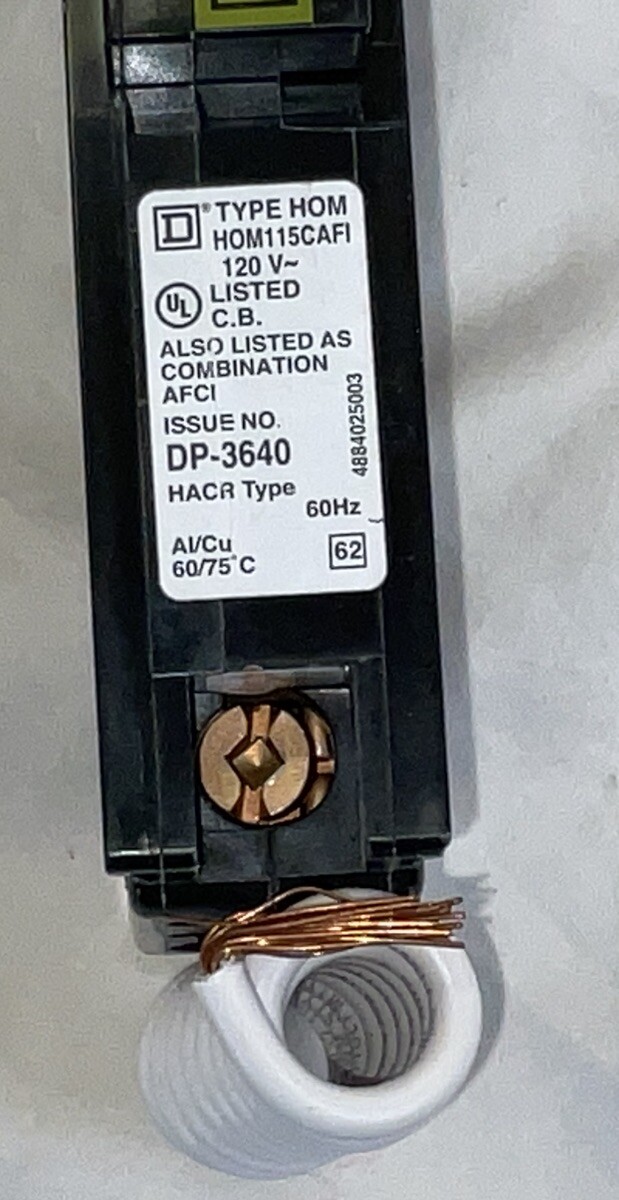 D® TYPE HOM
HOM115CAFI
120 V~
UL LISTED
C.B.
ALSO LISTED AS
COMBINATION
AFCI
ISSUE NO.
DP-3640
4884025003
HACR Type
60Hz
Al/Cu
60/75°C
62